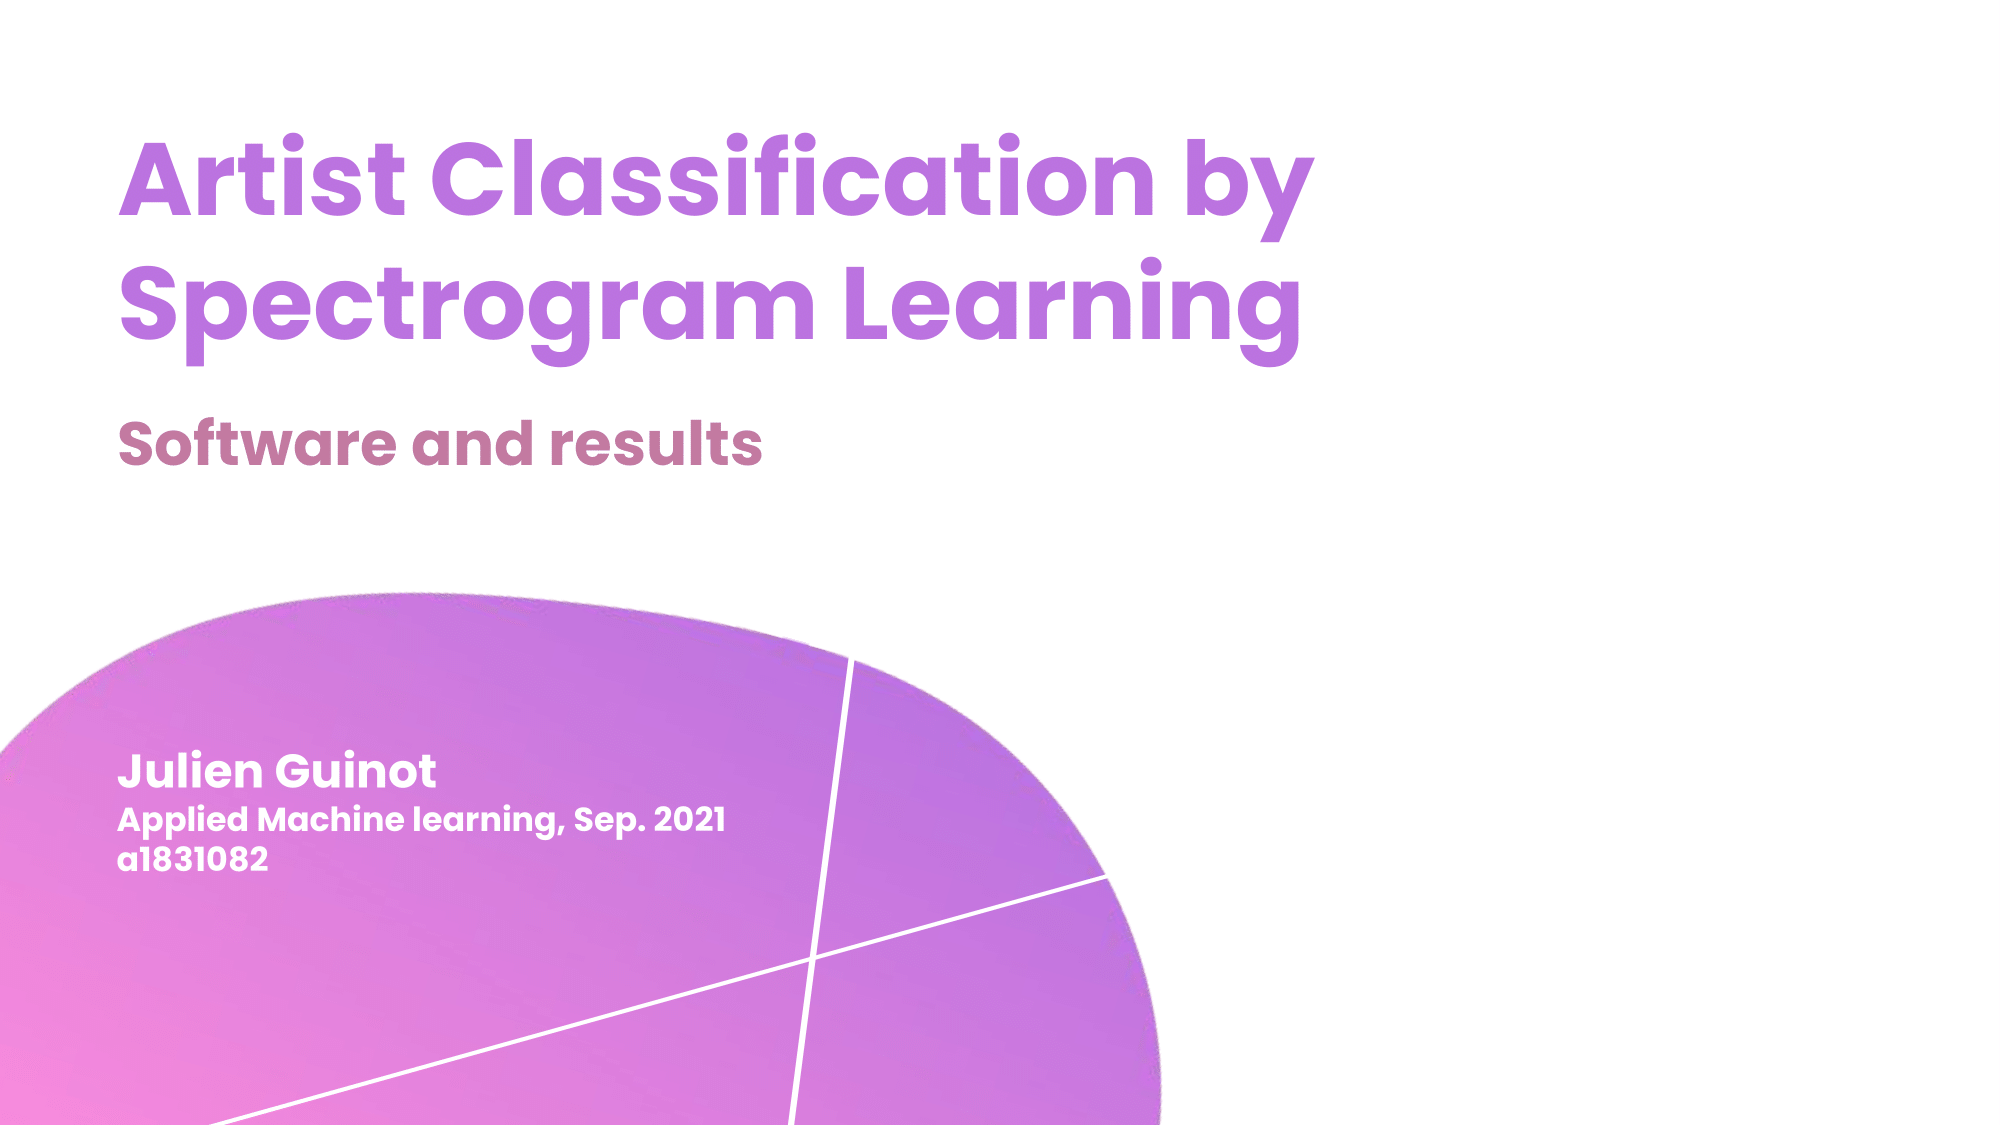 Artist Classification by
Spectrogram Learning
Software and results
Julien Guinot
Applied Machine learning, Sep. 2021
a1831082